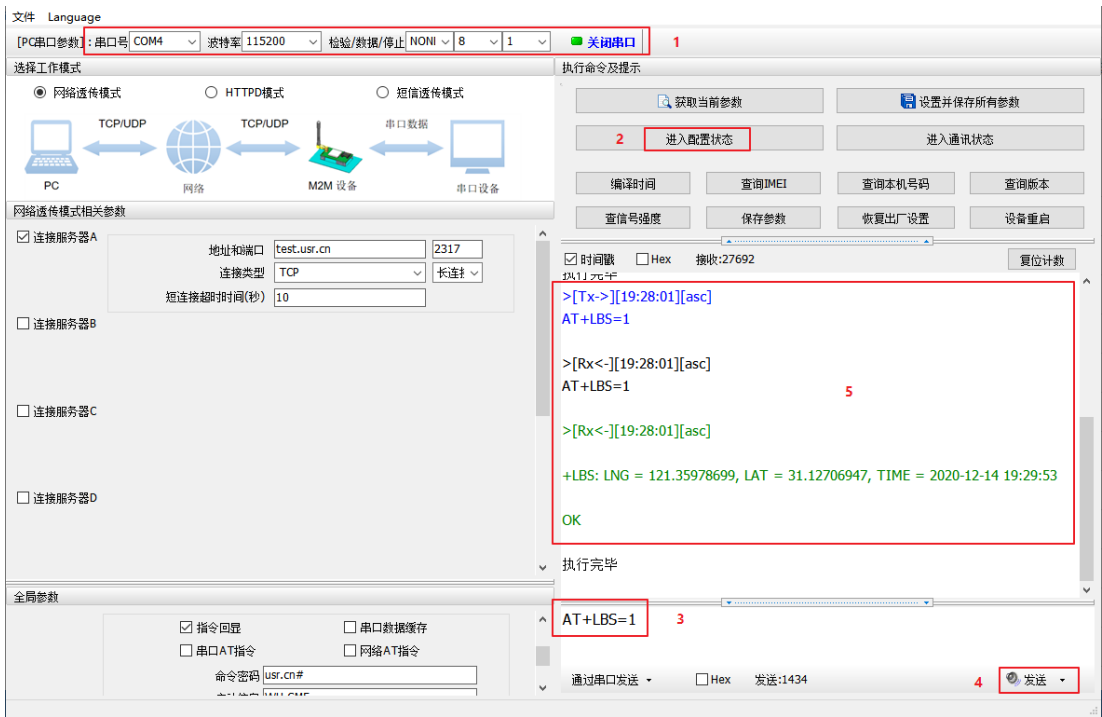 文件 Language
[PC串口参数]:串口号 COM4 波特率 115200 检验/数据/停止 NONI 8 1 关闭串口 1
选择工作模式
网络透传模式 HTTPD模式 短信透传模式
TCP/UDP TCP/UDP 串口数据
PC 网络 M2M 设备 串口设备
网络透传模式相关参数
连接服务器A
地址和端口 test.usr.cn 2317
连接类型 TCP 长连接
短连接超时时间(秒) 10
连接服务器B
连接服务器C
连接服务器D
全局参数
指令回显 串口数据缓存
串口AT指令 网络AT指令
命令密码 usr.cn#
执行命令及提示
获取当前参数 设置并保存所有参数
2 进入配置状态 进入通讯状态
编译时间 查询IMEI 查询本机号码 查询版本
查信号强度 保存参数 恢复出厂设置 设备重启
时间戳 Hex 接收:27692 复位计数
执行完毕
>[Tx->][19:28:01][asc]
AT+LBS=1
>[Rx<-][19:28:01][asc]
AT+LBS=1
5
>[Rx<-][19:28:01][asc]
+LBS: LNG = 121.35978699, LAT = 31.12706947, TIME = 2020-12-14 19:29:53
OK
执行完毕
AT+LBS=1 3
通过串口发送 Hex 发送:1434 4 发送